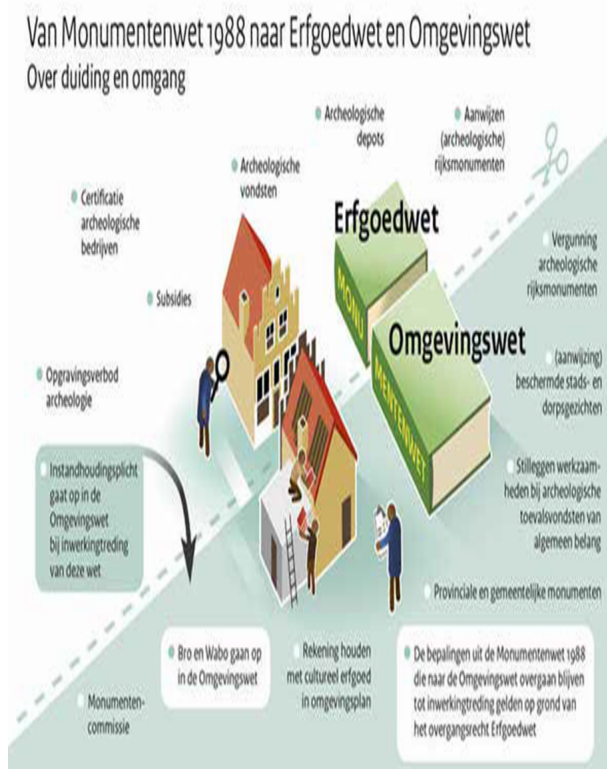 Van Monumentenwet 1988 naar Erfgoedwet en Omgevingswet
Over duiding en omgang
Archeologische
depots
Aanwijzen
(archeologische)
rijksmonumenten
Archeologische
vondsten
Certificatie
archeologische
bedrijven
Erfgoedwet
MONU
Vergunning
archeologische
rijksmonumenten
Subsidies
Omgevingswet
MENTENWET
(aanwijzing)
beschermde stads- en
dorpsgezichten
Opgravingsverbod
archeologie
Instandhoudingsplicht
gaat op in de
Omgevingswet
bij inwerkingtreding
van deze wet
Stilleggen werkzaam-
heden bij archeologische
toevalsvondsten van
algemeen belang
Provinciale en gemeentelijke monumenten
Bro en Wabo gaan op
in de Omgevingswet
Rekening houden
met cultureel erfgoed
in omgevingsplan
De bepalingen uit de Monumentenwet 1988
die naar de Omgevingswet overgaan blijven
tot inwerkingtreding gelden op grond van
het overgangsrecht Erfgoedwet
Monumenten-
commissie